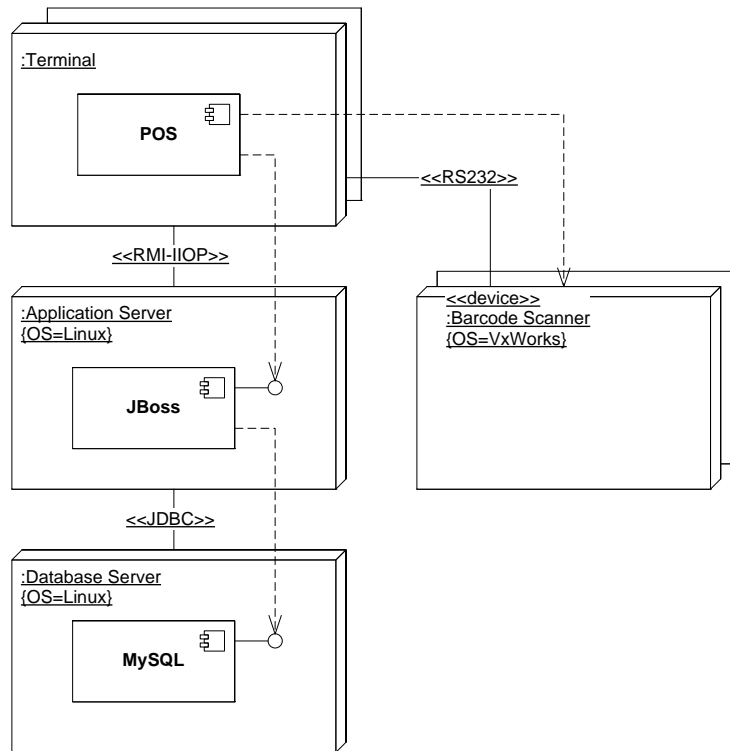 :Terminal
POS
<<RS232>>
<<RMI-IIOP>>
:Application Server
{OS=Linux}
JBoss
<<device>>
:Barcode Scanner
{OS=VxWorks}
<<JDBC>>
:Database Server
{OS=Linux}
MySQL